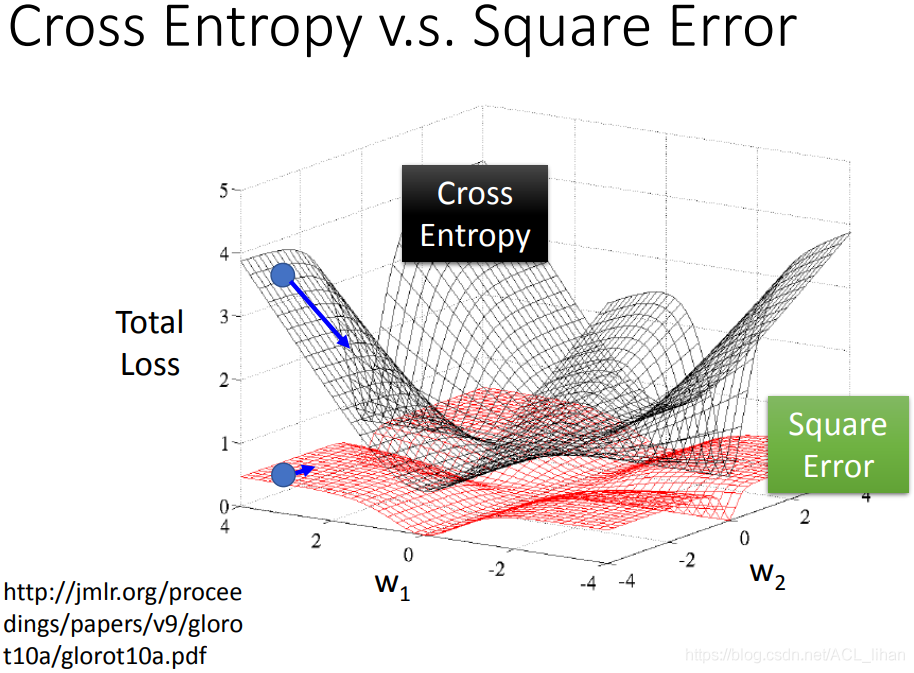 Cross Entropy v.s. Square Error
Cross
Entropy
5
4
3
2
1
0
Total
Loss
Square
Error
4
2
0
-2
-4
-4
-2
0
2
4
w1
w2
http://jmlr.org/procee
dings/papers/v9/gloro
t10a/glorot10a.pdf
https://blog.csdn.net/ACL_lihan